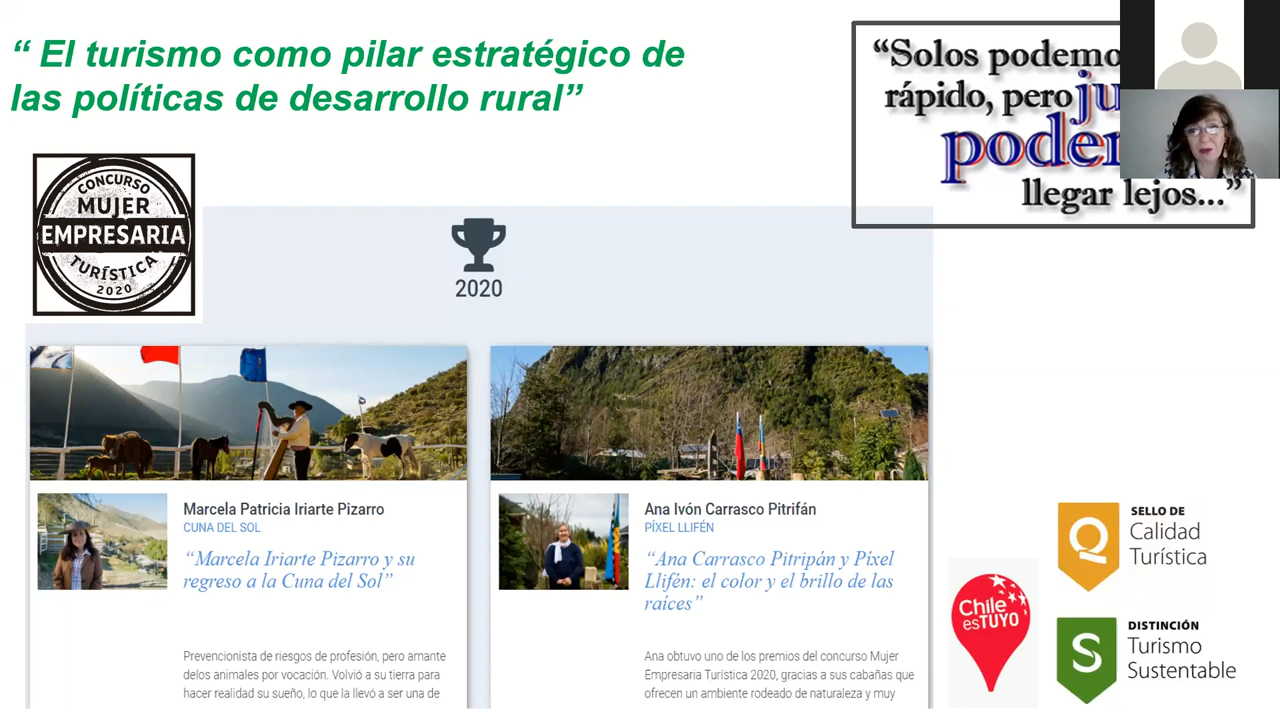 “ El turismo como pilar estratégico de
las políticas de desarrollo rural”
“Solos podemo
rápido, pero ju
poder
llegar lejos...”
CONCURSO
MUJER
EMPRESARIA
TURÍSTICA
2020
2020
Marcela Patricia Iriarte Pizarro
CUNA DEL SOL
“Marcela Iriarte Pizarro y su
regreso a la Cuna del Sol”
Prevencionista de riesgos de profesión, pero amante
delos animales por vocación. Volvió a su tierra para
hacer realidad su sueño, lo que la llevó a ser una de
Ana Ivón Carrasco Pitrifán
PÍXEL LLIFÉN
“Ana Carrasco Pitripán y Píxel
Llifén: el color y el brillo de las
raíces”
Ana obtuvo uno de los premios del concurso Mujer
Empresaria Turística 2020, gracias a sus cabañas que
ofrecen un ambiente rodeado de naturaleza y muy
Chile
esTUYO
Q
SELLO DE
Calidad
Turística
S
DISTINCIÓN
Turismo
Sustentable